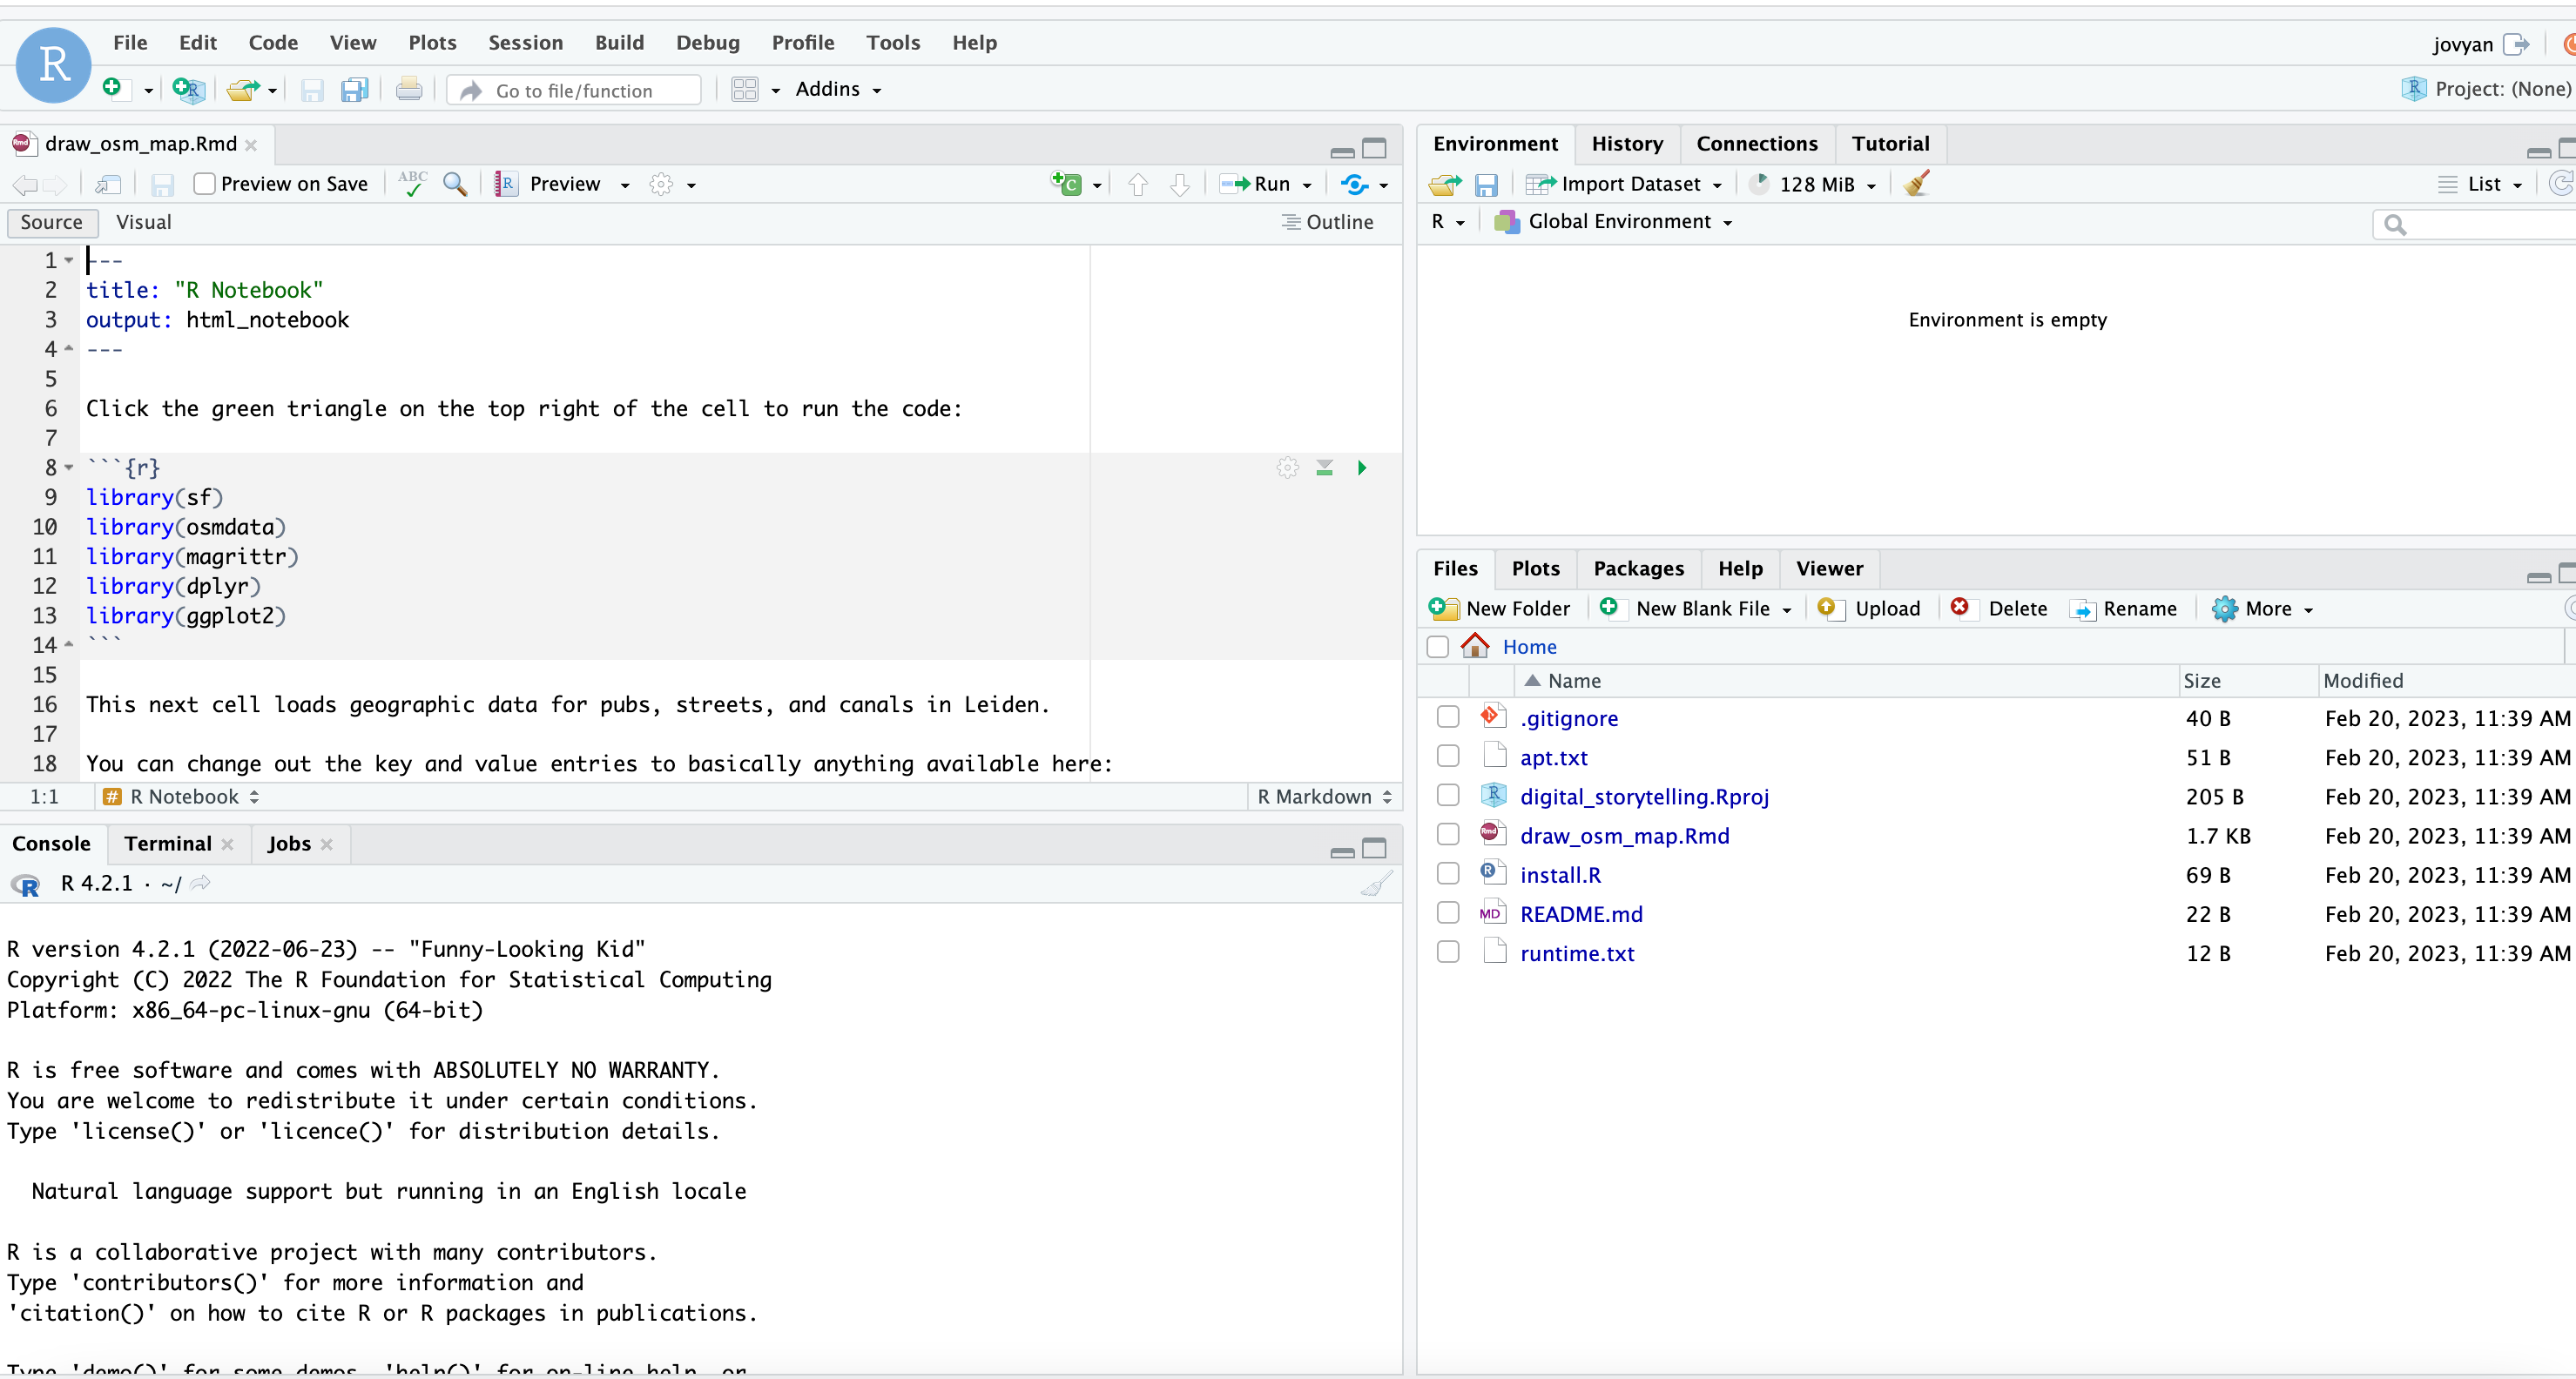 R
File Edit Code View Plots Session Build Debug Profile Tools Help
jovyan
Go to file/function
Addins
Project: (None)
draw_osm_map.Rmd
Preview on Save
ABC
Preview
Run
Source Visual
Outline
1 ---
2 title: "R Notebook"
3 output: html_notebook
4 ---
5
6 Click the green triangle on the top right of the cell to run the code:
7
8 ```{r}
9 library(sf)
10 library(osmdata)
11 library(magrittr)
12 library(dplyr)
13 library(ggplot2)
14 ```
15
16 This next cell loads geographic data for pubs, streets, and canals in Leiden.
17
18 You can change out the key and value entries to basically anything available here:
1:1 # R Notebook R Markdown
Console Terminal Jobs
R 4.2.1 · ~/
R version 4.2.1 (2022-06-23) -- "Funny-Looking Kid"
Copyright (C) 2022 The R Foundation for Statistical Computing
Platform: x86_64-pc-linux-gnu (64-bit)
R is free software and comes with ABSOLUTELY NO WARRANTY.
You are welcome to redistribute it under certain conditions.
Type 'license()' or 'licence()' for distribution details.
Natural language support but running in an English locale
R is a collaborative project with many contributors.
Type 'contributors()' for more information and
'citation()' on how to cite R or R packages in publications.
Type 'demo()' for some demos, 'help()' for on-line help, or
Environment History Connections Tutorial
Import Dataset 128 MiB List
R Global Environment
Environment is empty
Files Plots Packages Help Viewer
New Folder New Blank File Upload Delete Rename More
Home
Name Size Modified
.gitignore 40 B Feb 20, 2023, 11:39 AM
apt.txt 51 B Feb 20, 2023, 11:39 AM
digital_storytelling.Rproj 205 B Feb 20, 2023, 11:39 AM
draw_osm_map.Rmd 1.7 KB Feb 20, 2023, 11:39 AM
install.R 69 B Feb 20, 2023, 11:39 AM
README.md 22 B Feb 20, 2023, 11:39 AM
runtime.txt 12 B Feb 20, 2023, 11:39 AM